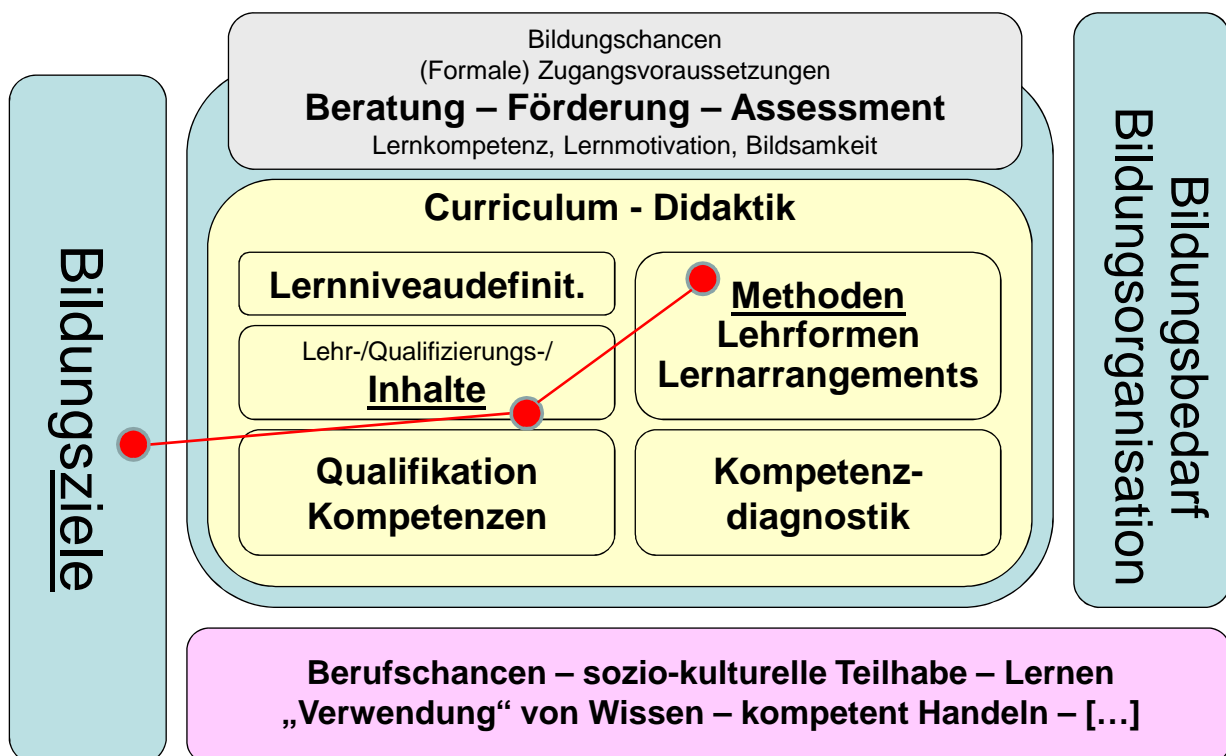 Bildungschancen
(Formale) Zugangsvoraussetzungen
Beratung – Förderung – Assessment
Lernkompetenz, Lernmotivation, Bildsamkeit
Bildungsziele
Curriculum - Didaktik
Lernniveaudefinit.
Lehr-/Qualifizierungs-/
Inhalte
Qualifikation
Kompetenzen
Methoden
Lehrformen
Lernarrangements
Kompetenz-
diagnostik
Bildungsbedarf
Bildungsorganisation
Berufschancen – sozio-kulturelle Teilhabe – Lernen
„Verwendung“ von Wissen – kompetent Handeln – […]